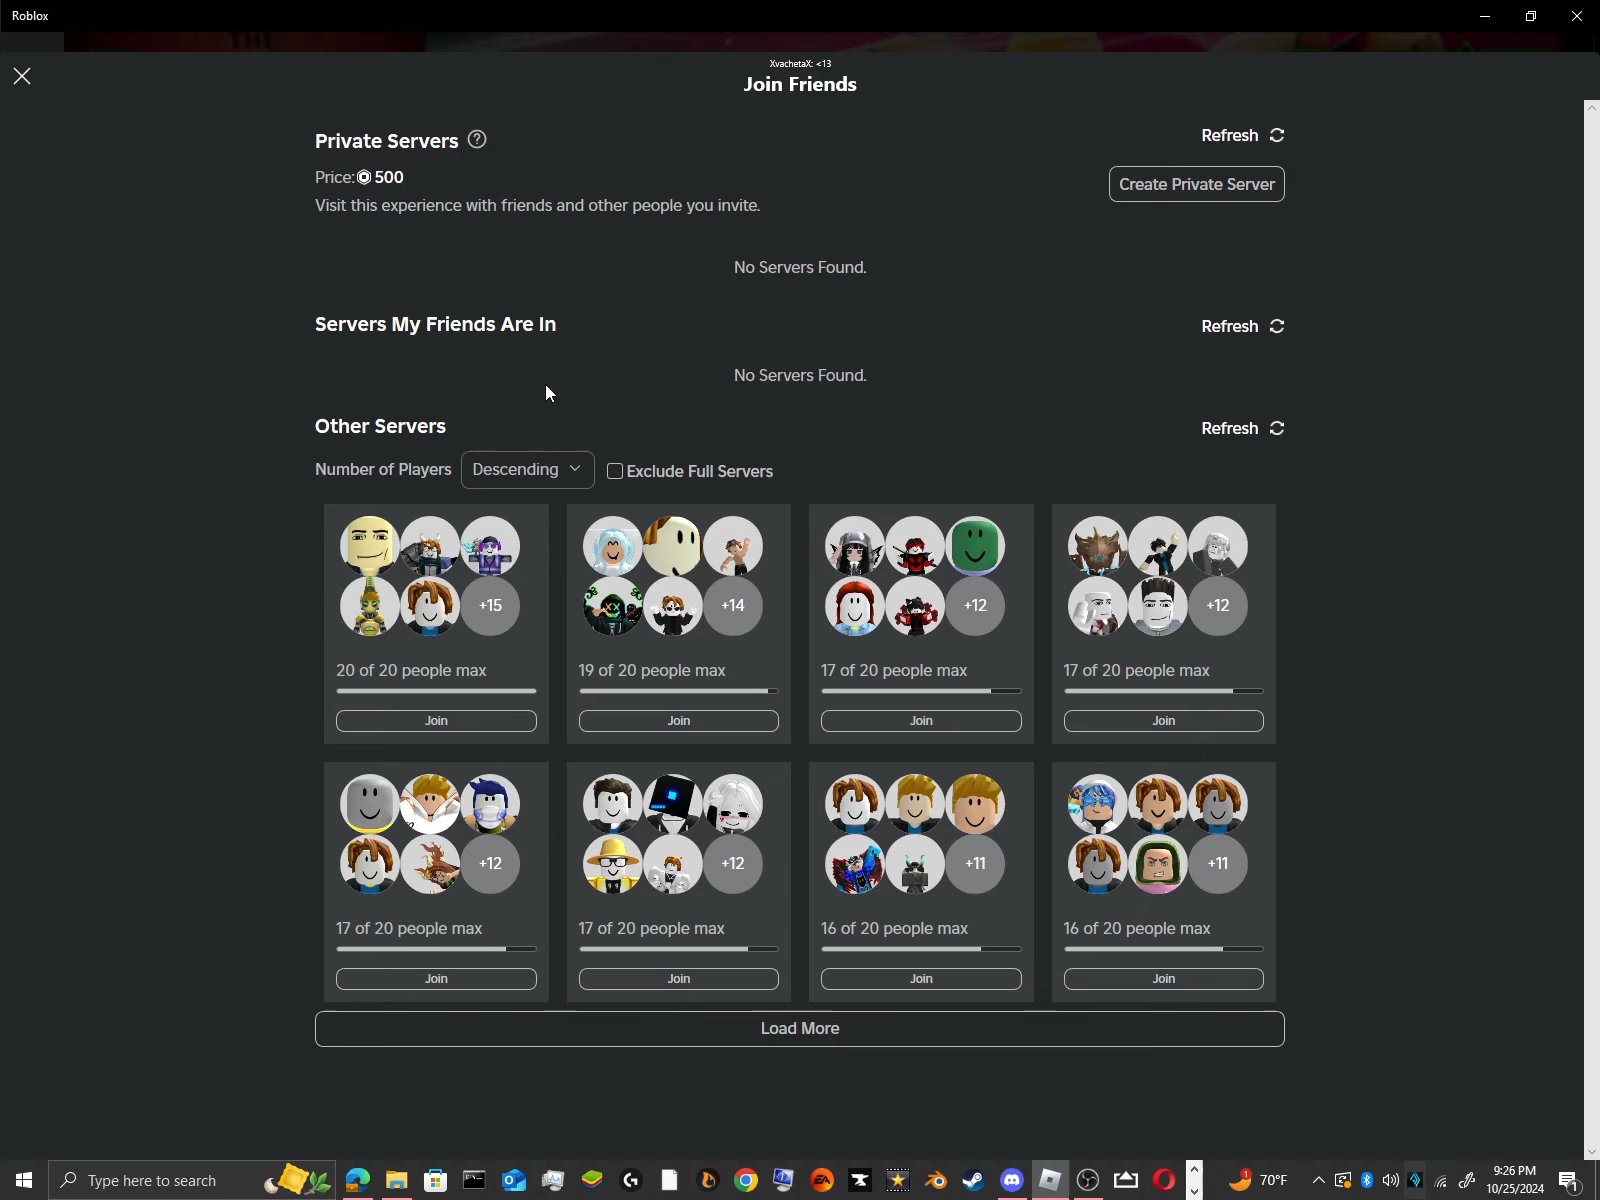 Roblox
THE
XvachetaX: <13
Join Friends
Private Servers
Refresh
Price: 500
Create Private Server
Visit this experience with friends and other people you invite.
No Servers Found.
Servers My Friends Are In
Refresh
No Servers Found.
Other Servers
Refresh
Number of Players
Descending
Exclude Full Servers
+15
+14
+12
+12
20 of 20 people max
19 of 20 people max
17 of 20 people max
17 of 20 people max
Join
Join
Join
Join
+12
+12
+11
+11
17 of 20 people max
17 of 20 people max
16 of 20 people max
16 of 20 people max
Join
Join
Join
Join
Load More
Type here to search
EA
1
70°F
9:26 PM
10/25/2024
1